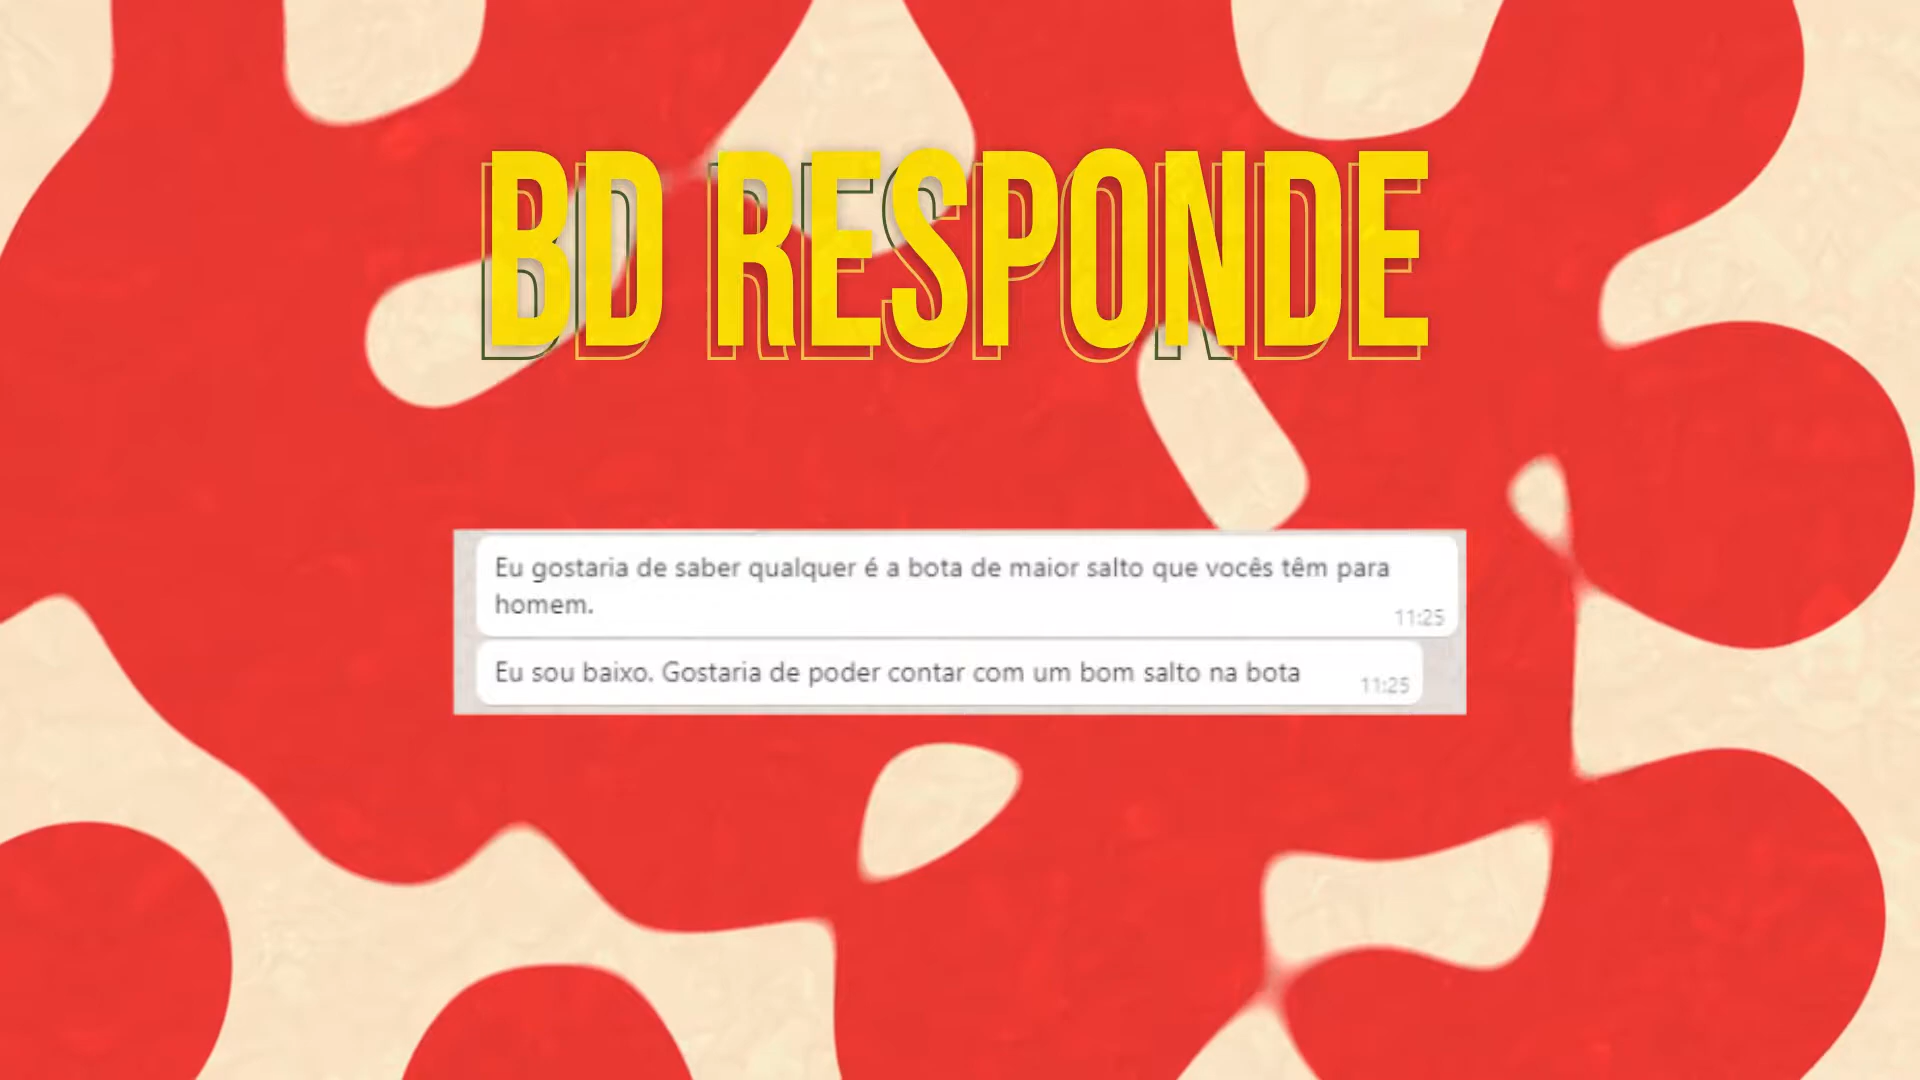 BD RESPONDE
Eu gostaria de saber qualquer é a bota de maior salto que vocês têm para
homem.
11:25
Eu sou baixo. Gostaria de poder contar com um bom salto na bota
11:25